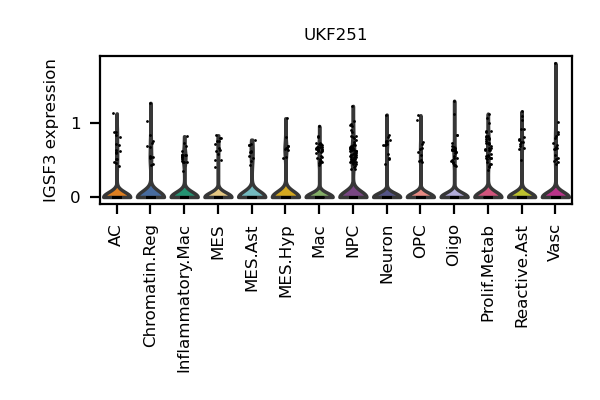 UKF251
IGSF3 expression
1
0
AC
Chromatin.Reg
Inflammatory.Mac
MES
MES.Ast
MES.Hyp
Mac
NPC
Neuron
OPC
Oligo
Prolif.Metab
Reactive.Ast
Vasc